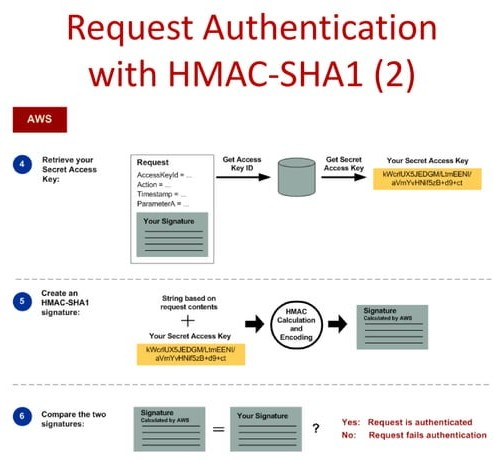 Request Authentication
with HMAC-SHA1 (2)
AWS
4
Retrieve your
Secret Access
Key:
Request
AccessKeyId = ...
Action = ...
Timestamp = ...
ParameterA = ...
Your Signature
Get Access
Key ID
Get Secret
Access Key
Your Secret Access Key
kWcrlUX5JEDGM/LtmEENI/
aVmYvHNif5zB+d9+ct
5
Create an
HMAC-SHA1
signature:
String based on
request contents
+
Your Secret Access Key
kWcrlUX5JEDGM/LtmEENI/
aVmYvHNif5zB+d9+ct
HMAC
Calculation
and
Encoding
Signature
Calculated by AWS
6
Compare the two
signatures:
Signature
Calculated by AWS
=
Your Signature
?
Yes: Request is authenticated
No: Request fails authentication